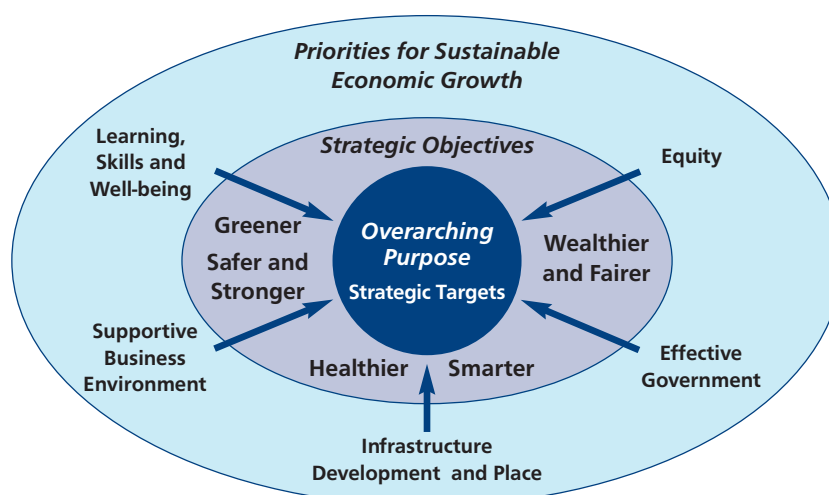 Priorities for Sustainable
Economic Growth
Learning,
Skills and
Well-being
Strategic Objectives
Equity
Greener
Safer and
Stronger
Overarching
Purpose
Strategic Targets
Wealthier
and Fairer
Supportive
Business
Environment
Healthier
Smarter
Effective
Government
Infrastructure
Development and Place